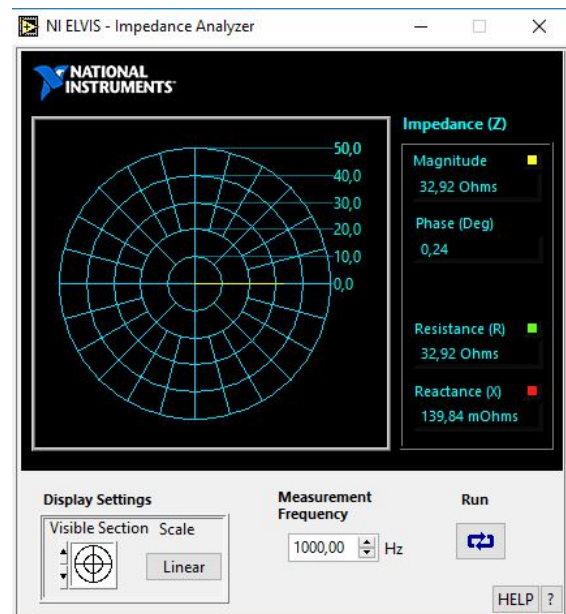 NI ELVIS - Impedance Analyzer
NATIONAL
INSTRUMENTS™
50,0
40,0
30,0
20,0
10,0
0,0
Impedance (Z)
Magnitude
32,92 Ohms
Phase (Deg)
0,24
Resistance (R)
32,92 Ohms
Reactance (X)
139,84 mOhms
Display Settings
Visible Section Scale
Linear
Measurement
Frequency
1000,00 Hz
Run
HELP ?